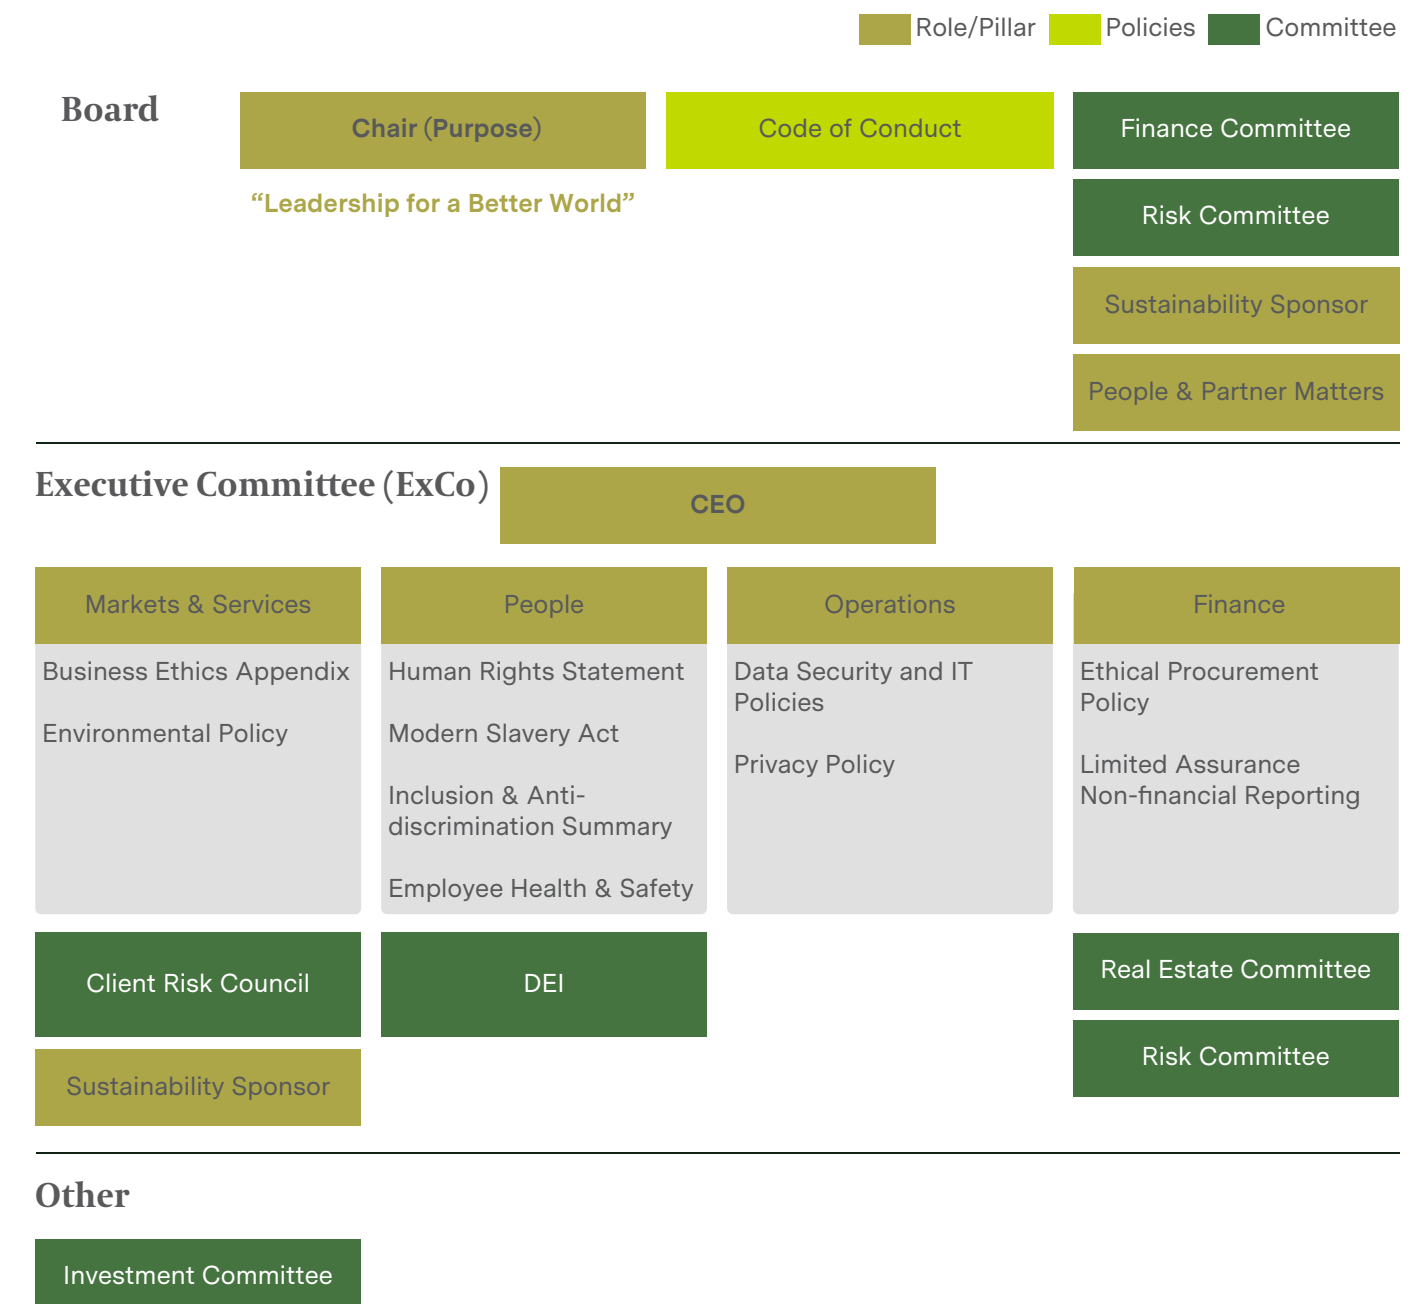 Role/Pillar Policies Committee
Board
Chair (Purpose)
Code of Conduct
Finance Committee
“Leadership for a Better World”
Risk Committee
Sustainability Sponsor
People & Partner Matters
Executive Committee (ExCo)
CEO
Markets & Services
Business Ethics Appendix
Environmental Policy
People
Human Rights Statement
Modern Slavery Act
Inclusion & Anti-
discrimination Summary
Employee Health & Safety
Operations
Data Security and IT
Policies
Privacy Policy
Finance
Ethical Procurement
Policy
Limited Assurance
Non-financial Reporting
Client Risk Council
DEI
Real Estate Committee
Risk Committee
Sustainability Sponsor
Other
Investment Committee